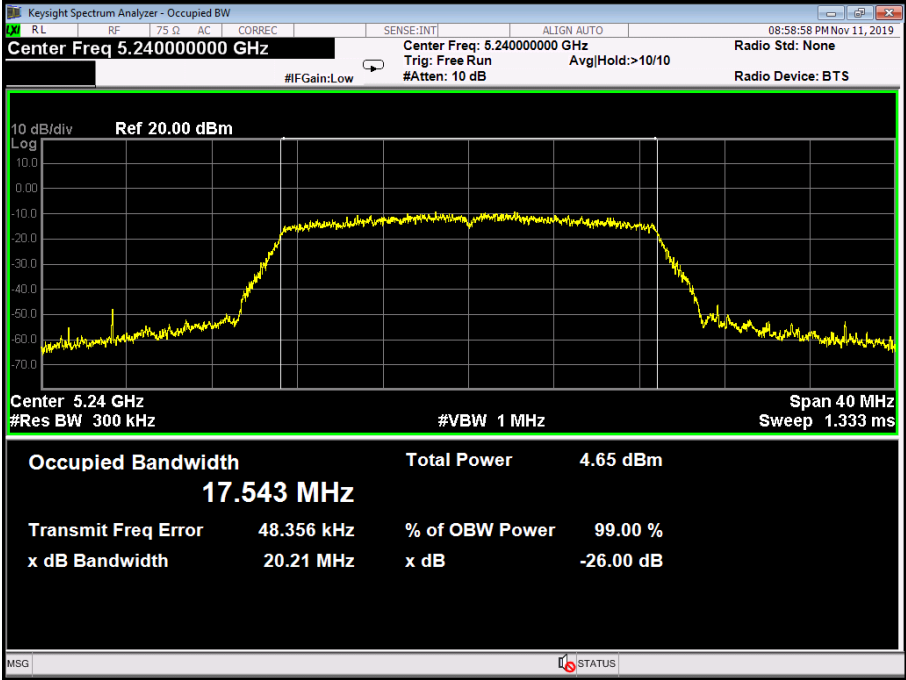 Keysight Spectrum Analyzer - Occupied BW
LXI RL RF 75 Ω AC CORREC SENSE:INT ALIGN AUTO 08:58:58 PM Nov 11, 2019
Center Freq 5.240000000 GHz Center Freq: 5.240000000 GHz Radio Std: None
Trig: Free Run Avg|Hold:>10/10
#IFGain:Low #Atten: 10 dB Radio Device: BTS
10 dB/div Ref 20.00 dBm
Log
10.0
0.00
-10.0
-20.0
-30.0
-40.0
-50.0
-60.0
-70.0
Center 5.24 GHz Span 40 MHz
#Res BW 300 kHz #VBW 1 MHz Sweep 1.333 ms
Occupied Bandwidth Total Power 4.65 dBm
17.543 MHz
Transmit Freq Error 48.356 kHz % of OBW Power 99.00 %
x dB Bandwidth 20.21 MHz x dB -26.00 dB
MSG STATUS